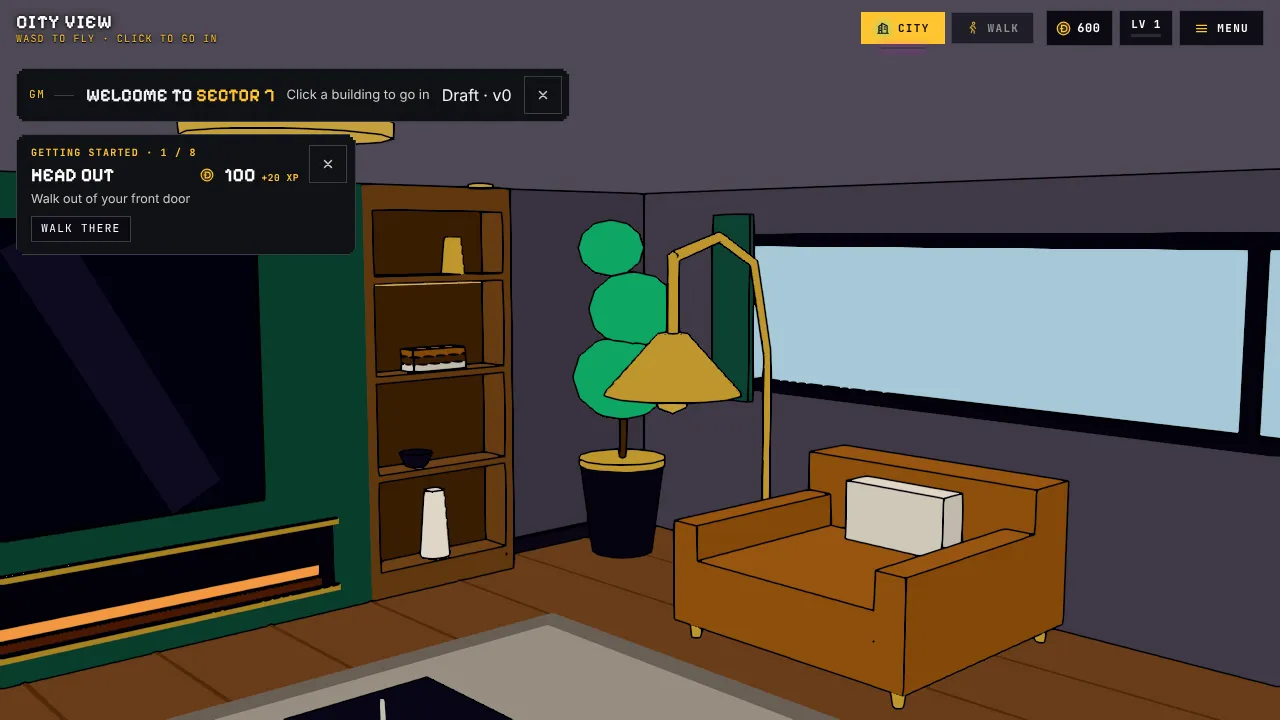 CITY VIEW
WASD TO FLY · CLICK TO GO IN
CITY
WALK
600
LV 1
MENU
GM
WELCOME TO SECTOR 7
Click a building to go in
Draft · v0
GETTING STARTED · 1 / 8
HEAD OUT
100 +20 XP
Walk out of your front door
WALK THERE